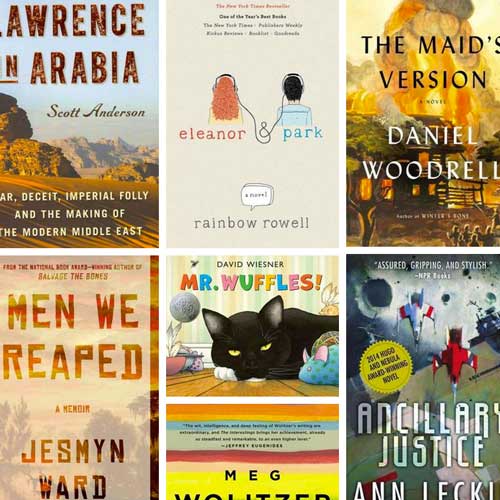 LAWRENCE
IN ARABIA
Scott Anderson
AR, DECEIT, IMPERIAL FOLLY
AND THE MAKING OF
THE MODERN MIDDLE EAST
The New York Times Bestseller
One of the Year's Best Books
The New York Times • Publishers Weekly
Kirkus Reviews • Booklist • Goodreads
eleanor & park
a novel
rainbow rowell
THE MAID'S
VERSION
A NOVEL
DANIEL
WOODRELL
Author of WINTER'S BONE
FROM THE NATIONAL BOOK AWARD–WINNING AUTHOR OF
SALVAGE THE BONES
MEN WE
REAPED
A MEMOIR
JESMYN
WARD
DAVID WIESNER
MR. WUFFLES!
"The wit, intelligence, and deep feeling of Wolitzer's writing are
extraordinary, and The Interestings brings her achievement, already
so steadfast and remarkable, to an even higher level."
—JEFFREY EUGENIDES
MEG
WOLITZER
"ASSURED, GRIPPING, AND STYLISH."
—NPR Books
2014 HUGO
AND NEBULA
AWARD-WINNING
NOVEL
ANCILLARY
JUSTICE
ANN LECKIE